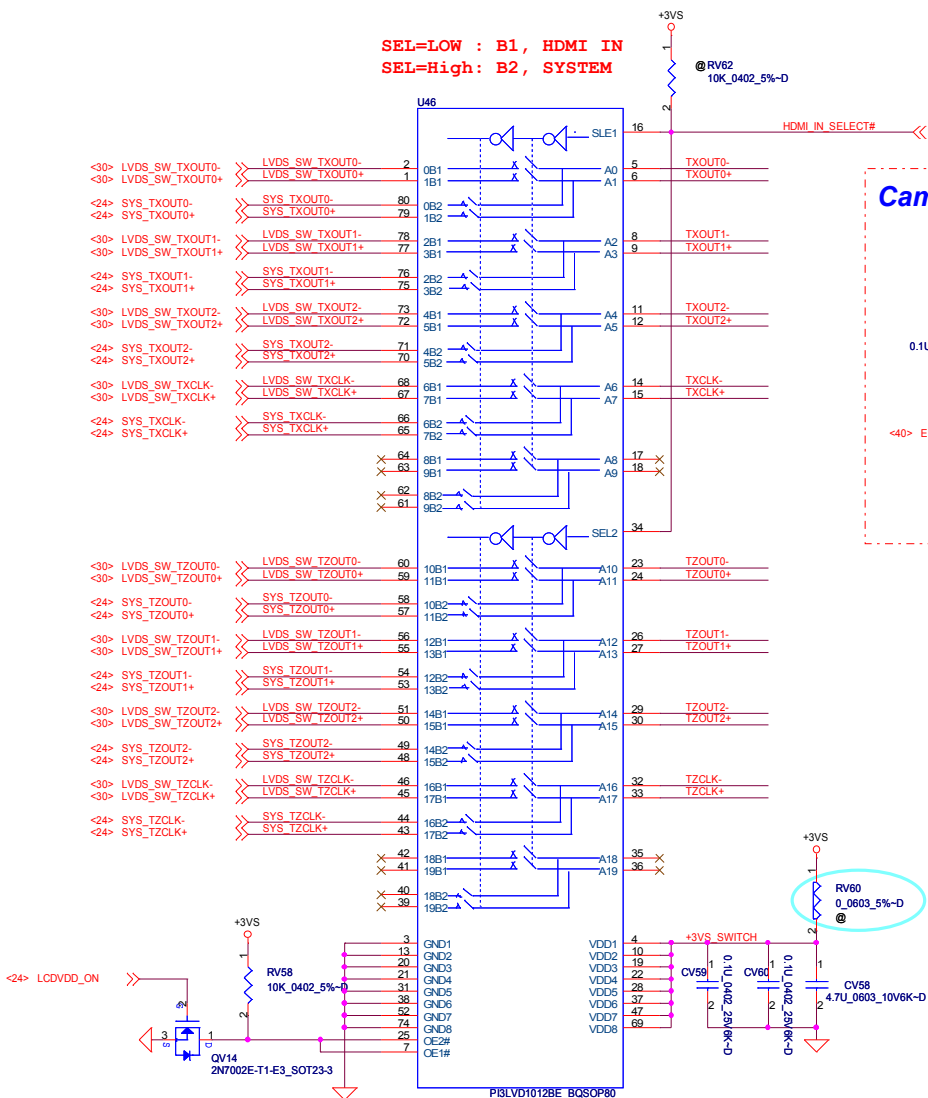 +3VS
SEL=LOW : B1, HDMI IN
SEL=High: B2, SYSTEM
@ RV62
10K_0402_5%~D
1
2
U46
SLE1 16 HDMI_IN_SELECT#
<30> LVDS_SW_TXOUT0- LVDS_SW_TXOUT0- 2 0B1 A0 5 TXOUT0-
<30> LVDS_SW_TXOUT0+ LVDS_SW_TXOUT0+ 1 1B1 A1 6 TXOUT0+
Can
<24> SYS_TXOUT0- SYS_TXOUT0- 80 0B2
<24> SYS_TXOUT0+ SYS_TXOUT0+ 79 1B2
<30> LVDS_SW_TXOUT1- LVDS_SW_TXOUT1- 78 2B1 A2 8 TXOUT1-
<30> LVDS_SW_TXOUT1+ LVDS_SW_TXOUT1+ 77 3B1 A3 9 TXOUT1+
<24> SYS_TXOUT1- SYS_TXOUT1- 76 2B2
<24> SYS_TXOUT1+ SYS_TXOUT1+ 75 3B2
<30> LVDS_SW_TXOUT2- LVDS_SW_TXOUT2- 73 4B1 A4 11 TXOUT2-
<30> LVDS_SW_TXOUT2+ LVDS_SW_TXOUT2+ 72 5B1 A5 12 TXOUT2+
0.1U
<24> SYS_TXOUT2- SYS_TXOUT2- 71 4B2
<24> SYS_TXOUT2+ SYS_TXOUT2+ 70 5B2
<30> LVDS_SW_TXCLK- LVDS_SW_TXCLK- 68 6B1 A6 14 TXCLK-
<30> LVDS_SW_TXCLK+ LVDS_SW_TXCLK+ 67 7B1 A7 15 TXCLK+
<24> SYS_TXCLK- SYS_TXCLK- 66 6B2
<24> SYS_TXCLK+ SYS_TXCLK+ 65 7B2
<40> E
64 8B1 A8 17
63 9B1 A9 18
62 8B2
61 9B2
SEL2 34
<30> LVDS_SW_TZOUT0- LVDS_SW_TZOUT0- 60 10B1 A10 23 TZOUT0-
<30> LVDS_SW_TZOUT0+ LVDS_SW_TZOUT0+ 59 11B1 A11 24 TZOUT0+
<24> SYS_TZOUT0- SYS_TZOUT0- 58 10B2
<24> SYS_TZOUT0+ SYS_TZOUT0+ 57 11B2
<30> LVDS_SW_TZOUT1- LVDS_SW_TZOUT1- 56 12B1 A12 26 TZOUT1-
<30> LVDS_SW_TZOUT1+ LVDS_SW_TZOUT1+ 55 13B1 A13 27 TZOUT1+
<24> SYS_TZOUT1- SYS_TZOUT1- 54 12B2
<24> SYS_TZOUT1+ SYS_TZOUT1+ 53 13B2
<30> LVDS_SW_TZOUT2- LVDS_SW_TZOUT2- 51 14B1 A14 29 TZOUT2-
<30> LVDS_SW_TZOUT2+ LVDS_SW_TZOUT2+ 50 15B1 A15 30 TZOUT2+
<24> SYS_TZOUT2- SYS_TZOUT2- 49 14B2
<24> SYS_TZOUT2+ SYS_TZOUT2+ 48 15B2
<30> LVDS_SW_TZCLK- LVDS_SW_TZCLK- 46 16B1 A16 32 TZCLK-
<30> LVDS_SW_TZCLK+ LVDS_SW_TZCLK+ 45 17B1 A17 33 TZCLK+
<24> SYS_TZCLK- SYS_TZCLK- 44 16B2
<24> SYS_TZCLK+ SYS_TZCLK+ 43 17B2
42 18B1 A18 35
41 19B1 A19 36
40 18B2
39 19B2
+3VS
1
RV60
0_0603_5%~D
@
2
+3VS_SWITCH
3 GND1 VDD1 4
13 GND2 VDD2 10
20 GND3 VDD3 19
21 GND4 VDD4 22
31 GND5 VDD5 28
38 GND6 VDD6 37
52 GND7 VDD7 47
74 GND8 VDD8 69
25 OE2#
7 OE1#
+3VS
1
RV58
10K_0402_5%~D
2
<24> LCDVDD_ON
G
3 S
D 1
QV14
2N7002E-T1-E3_SOT23-3
1
CV59
2
0.1U_0402_25V6K~D
1
CV60
2
0.1U_0402_25V6K~D
1
CV58
4.7U_0603_10V6K~D
2
PI3LVD1012BE_BQSOP80